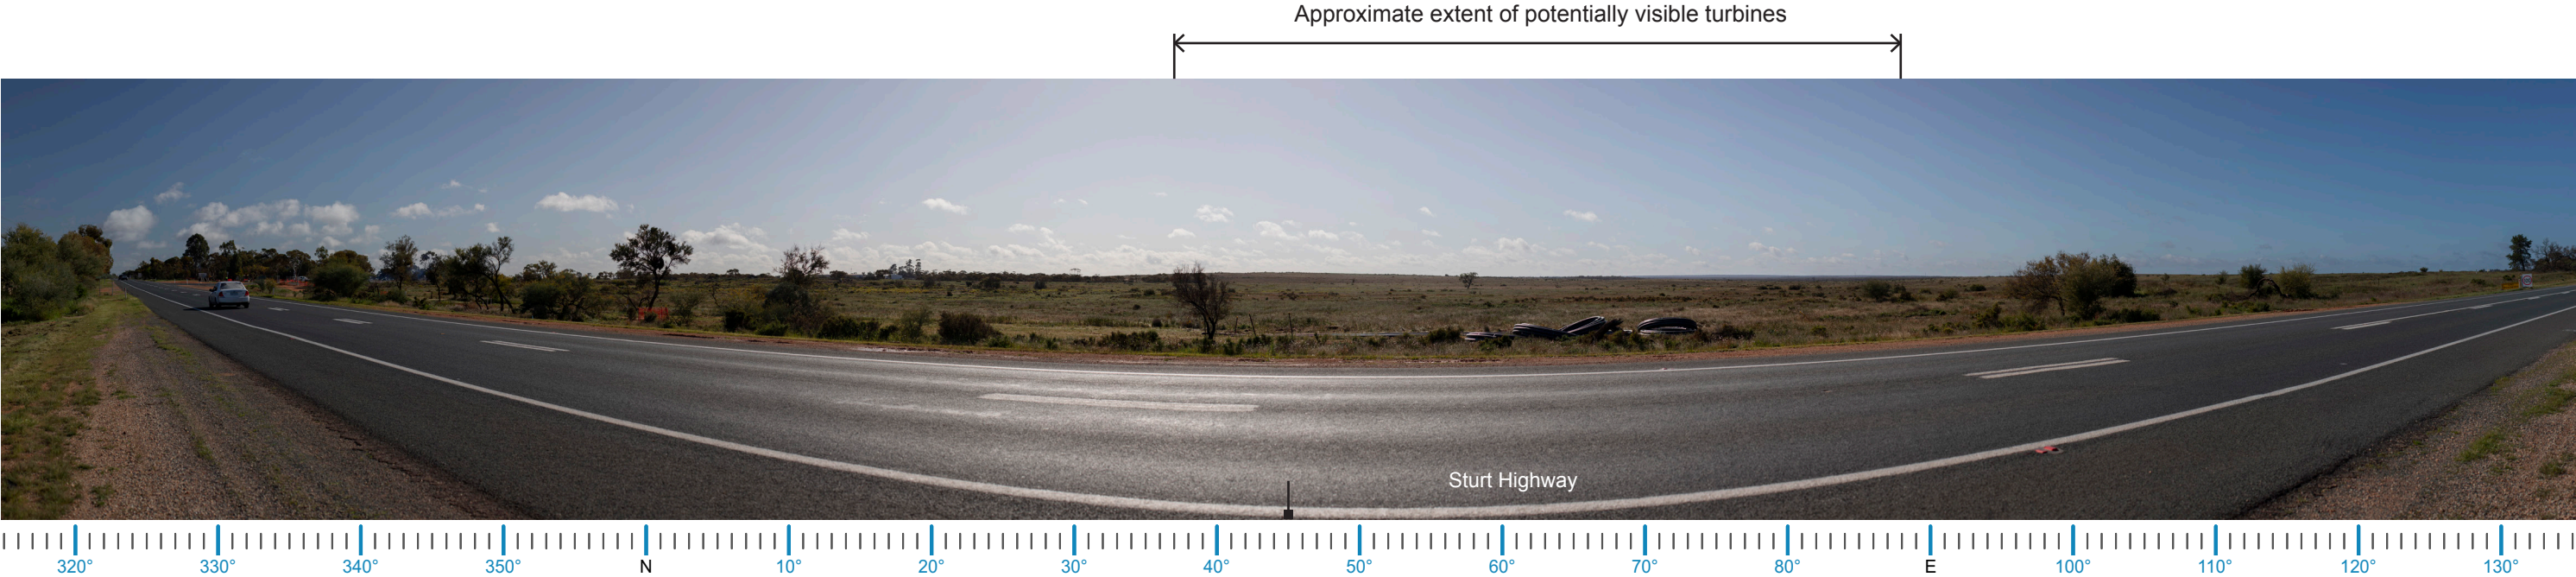 Approximate extent of potentially visible turbines
Sturt Highway
320° 330° 340° 350° N 10° 20° 30° 40° 50° 60° 70° 80° E 100° 110° 120° 130°